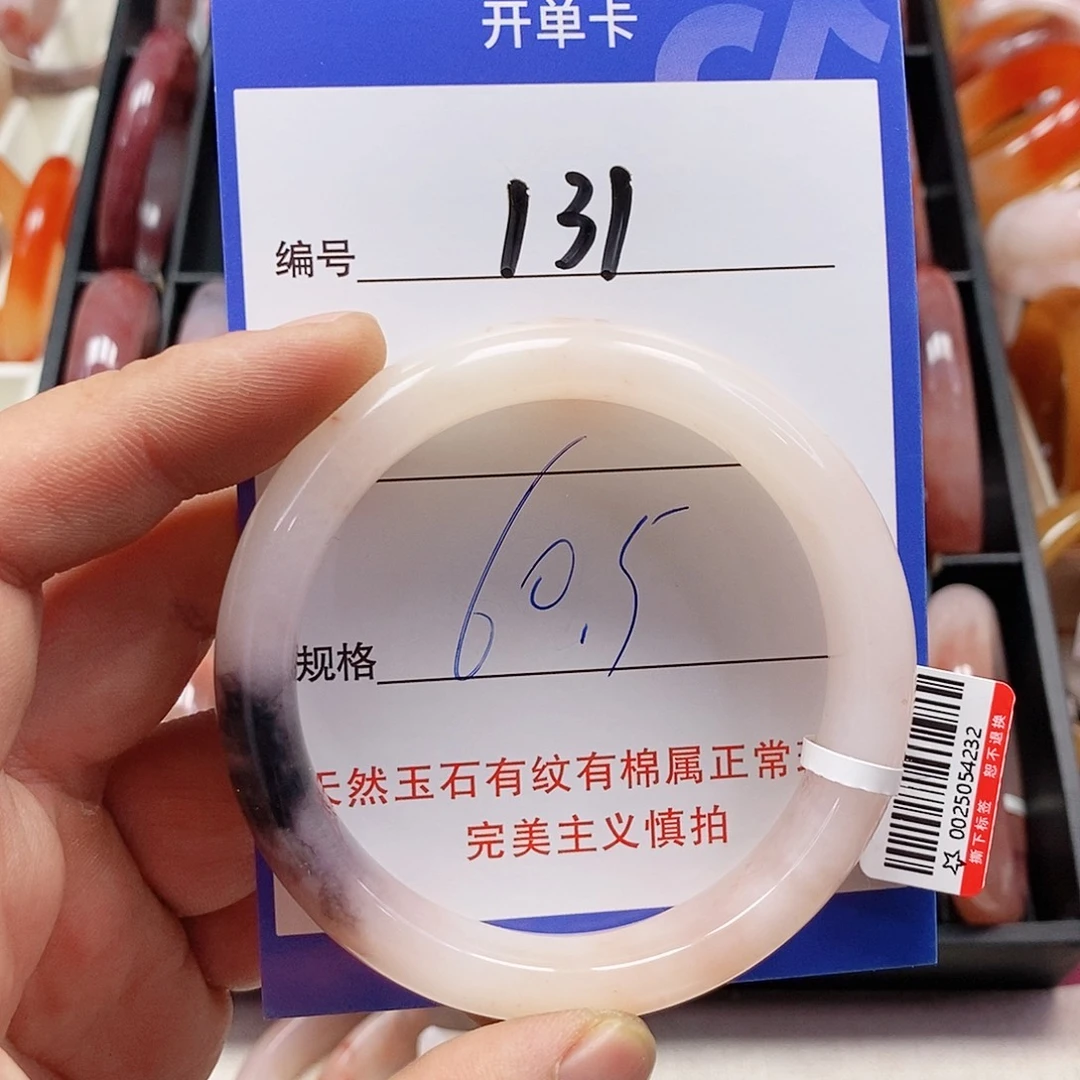 开单卡
编号 131
规格 60.5
天然玉石有纹有棉属正常
完美主义慎拍
0025054232
撕下标签 恕不退换